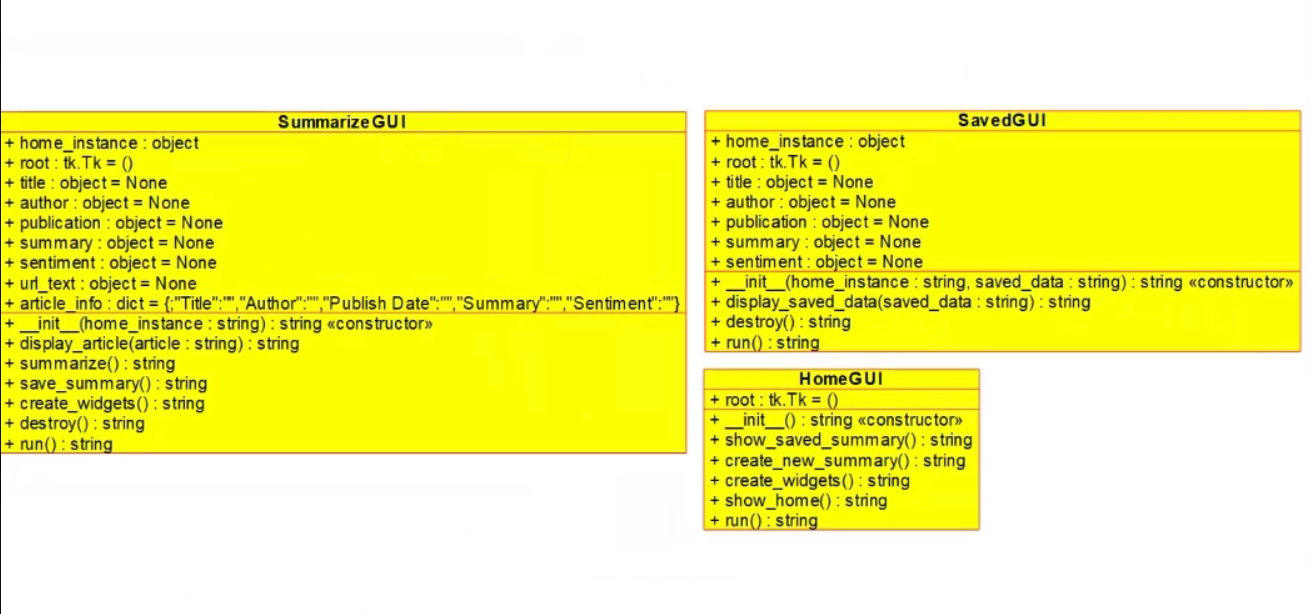 SummarizeGUI
+ home_instance : object
+ root : tk.Tk = ()
+ title : object = None
+ author : object = None
+ publication : object = None
+ summary : object = None
+ sentiment : object = None
+ url_text : object = None
+ article_info : dict = {;"Title":"","Author":"","Publish Date":"","Summary":"","Sentiment":""}
+ __init__(home_instance : string) : string «constructor»
+ display_article(article : string) : string
+ summarize() : string
+ save_summary() : string
+ create_widgets() : string
+ destroy() : string
+ run() : string
SavedGUI
+ home_instance : object
+ root : tk.Tk = ()
+ title : object = None
+ author : object = None
+ publication : object = None
+ summary : object = None
+ sentiment : object = None
+ __init__(home_instance : string, saved_data : string) : string «constructor»
+ display_saved_data(saved_data : string) : string
+ destroy() : string
+ run() : string
HomeGUI
+ root : tk.Tk = ()
+ __init__() : string «constructor»
+ show_saved_summary() : string
+ create_new_summary() : string
+ create_widgets() : string
+ show_home() : string
+ run() : string